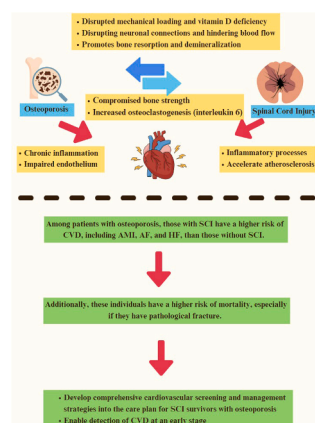 • Disrupted mechanical loading and vitamin D deficiency
• Disrupting neuronal connections and hindering blood flow
• Promotes bone resorption and demineralization
Osteoporosis
Spinal Cord Injury
• Compromised bone strength
• Increased osteoclastogenesis (interleukin 6)
• Chronic inflammation
• Impaired endothelium
• Inflammatory processes
• Accelerate atherosclerosis
Among patients with osteoporosis, those with SCI have a higher risk of
CVD, including AMI, AF, and HF, than those without SCI.
Additionally, these individuals have a higher risk of mortality, especially
if they have pathological fracture.
• Develop comprehensive cardiovascular screening and management
strategies into the care plan for SCI survivors with osteoporosis
• Enable detection of CVD at an early stage